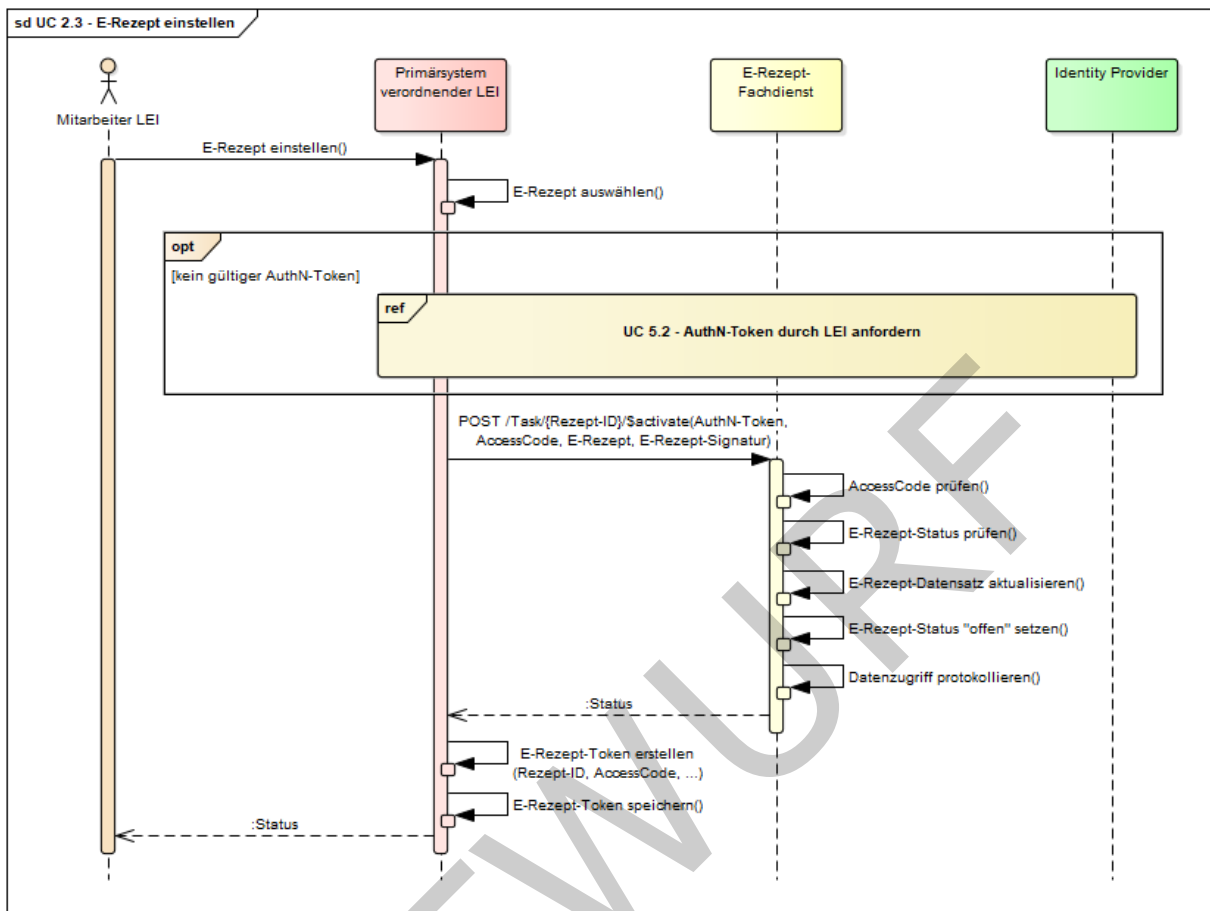 sd UC 2.3 - E-Rezept einstellen
Mitarbeiter LEI
Primärsystem
verordnender LEI
E-Rezept-
Fachdienst
Identity Provider
E-Rezept einstellen()
E-Rezept auswählen()
opt
[kein gültiger AuthN-Token]
ref
UC 5.2 - AuthN-Token durch LEI anfordern
POST /Task/{Rezept-ID}/$activate(AuthN-Token,
AccessCode, E-Rezept, E-Rezept-Signatur)
AccessCode prüfen()
E-Rezept-Status prüfen()
E-Rezept-Datensatz aktualisieren()
E-Rezept-Status "offen" setzen()
Datenzugriff protokollieren()
:Status
E-Rezept-Token erstellen
(Rezept-ID, AccessCode, ...)
E-Rezept-Token speichern()
:Status
TWURF